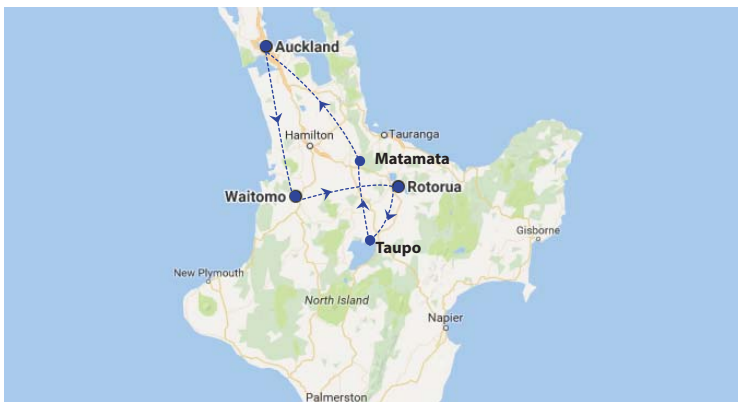 Auckland
Hamilton
Tauranga
Matamata
Rotorua
Waitomo
Gisborne
Taupo
New Plymouth
North Island
Napier
Palmerston